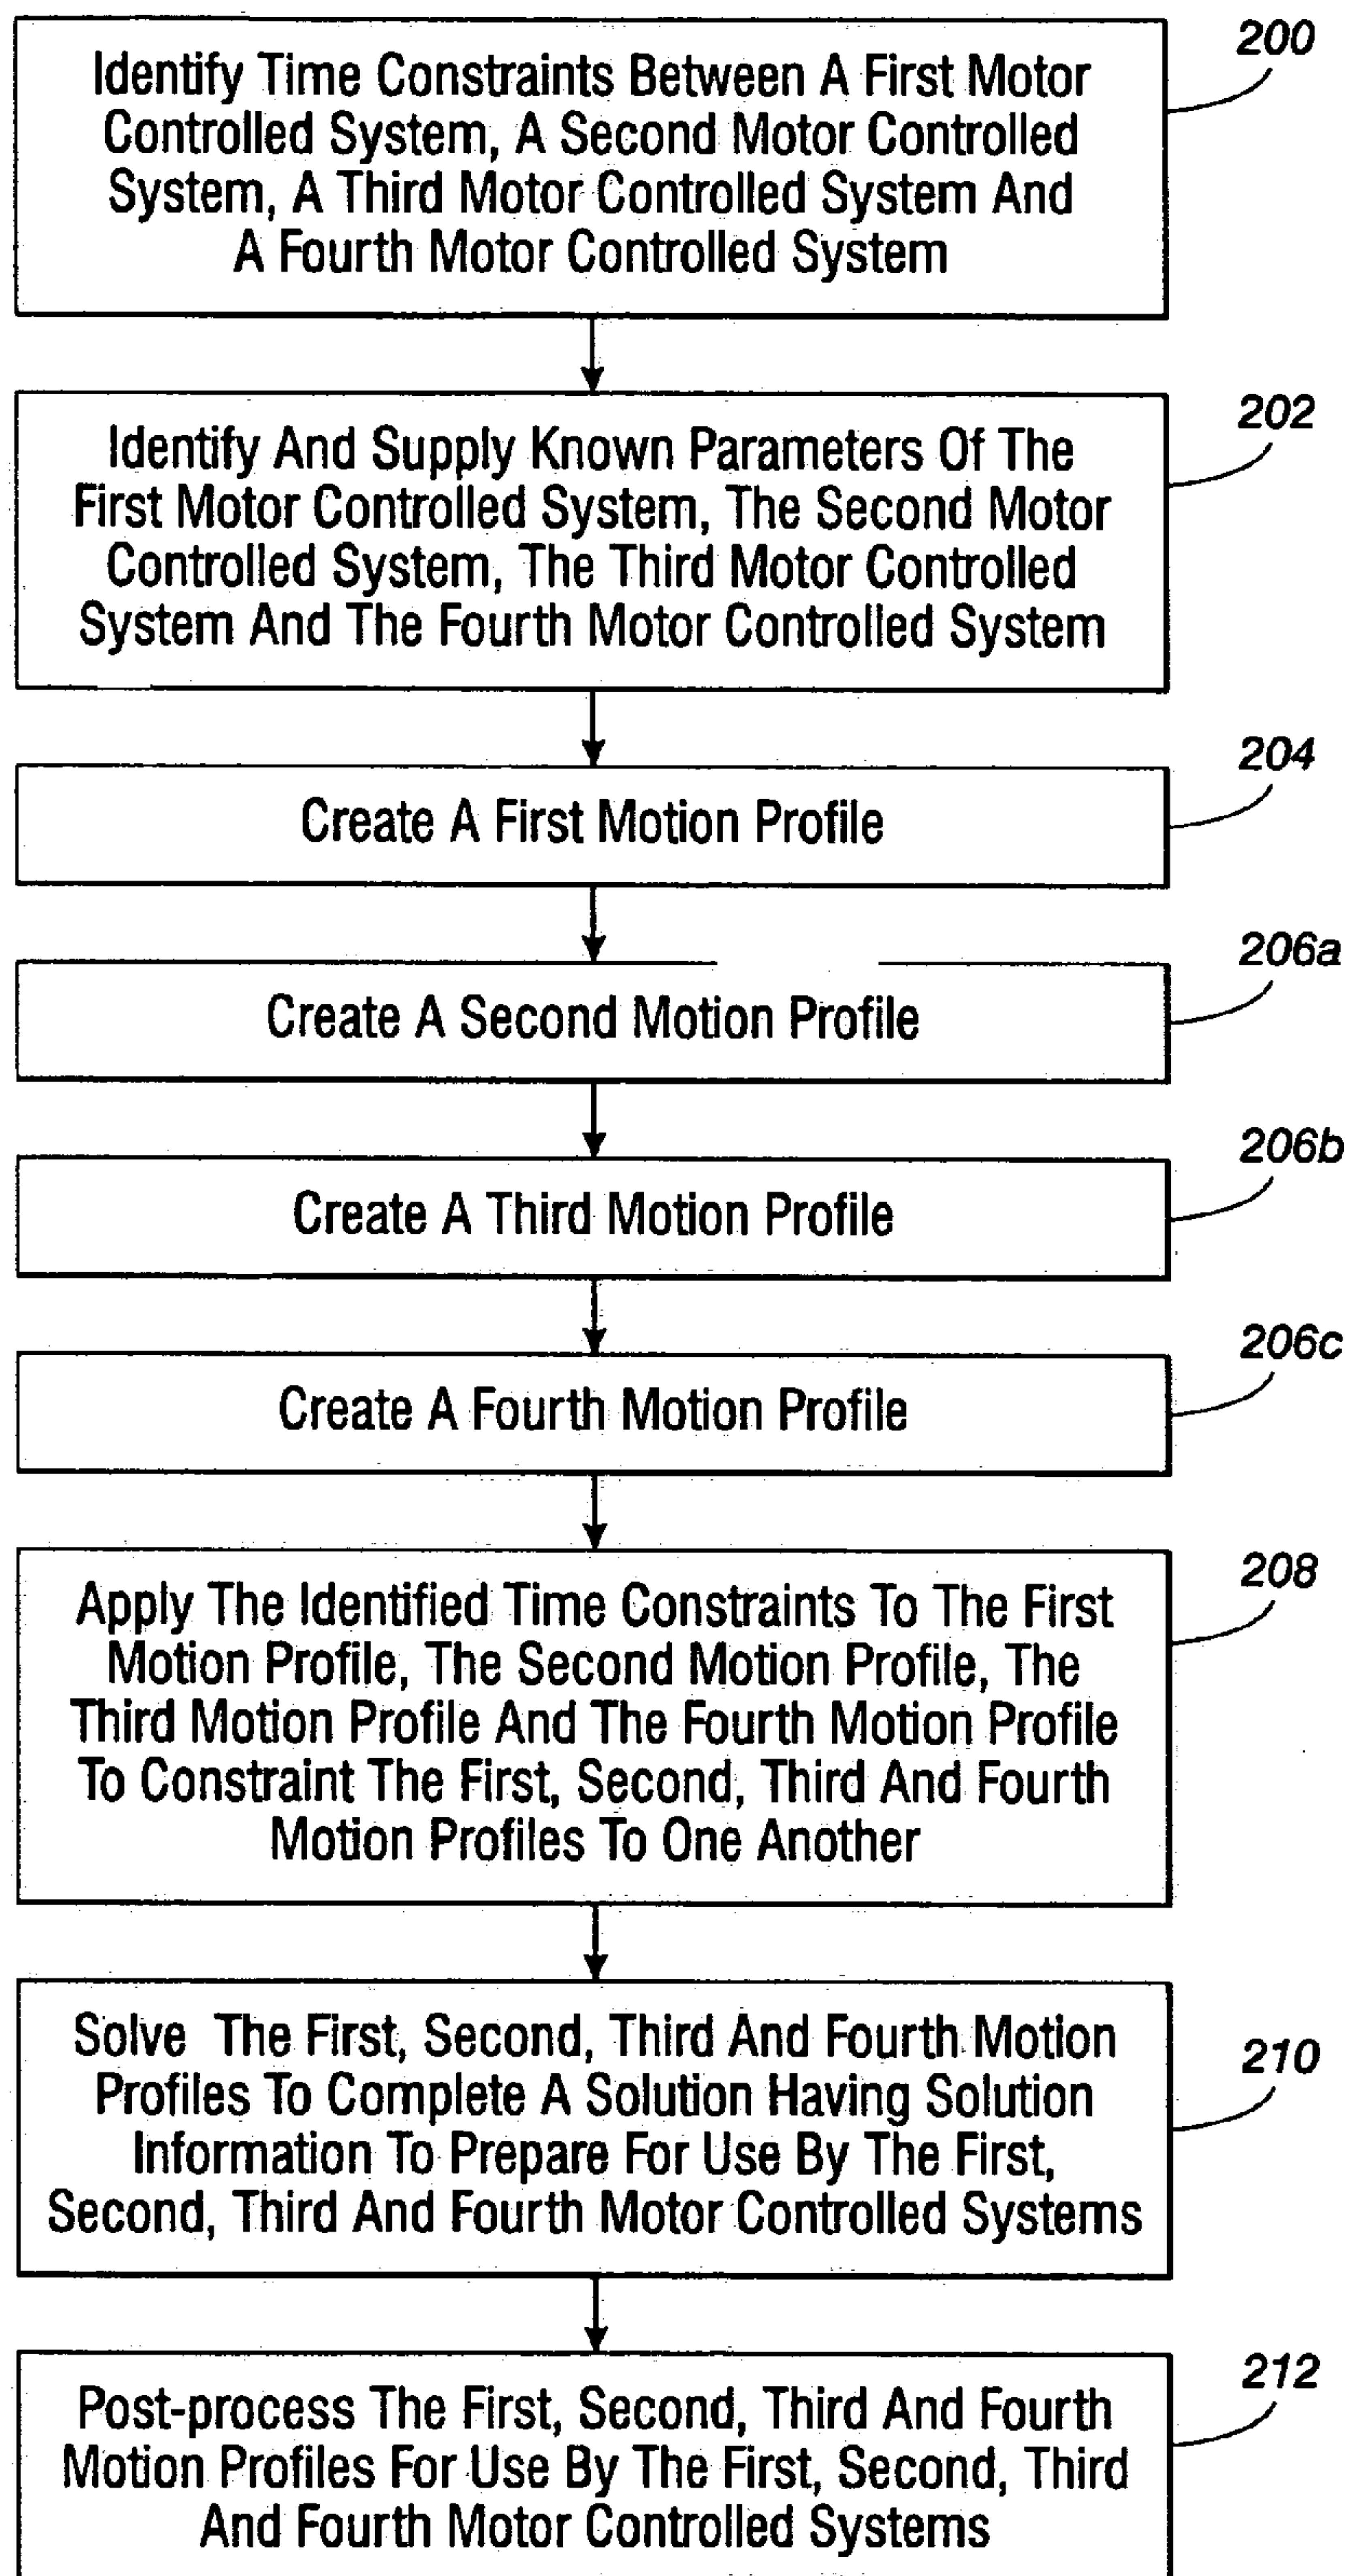 200
Identify Time Constraints Between A First Motor
Controlled System, A Second Motor Controlled
System, A Third Motor Controlled System And
A Fourth Motor Controlled System
202
Identify And Supply Known Parameters Of The
First Motor Controlled System, The Second Motor
Controlled System, The Third Motor Controlled
System And The Fourth Motor Controlled System
204
Create A First Motion Profile
206a
Create A Second Motion Profile
206b
Create A Third Motion Profile
206c
Create A Fourth Motion Profile
208
Apply The Identified Time Constraints To The First
Motion Profile, The Second Motion Profile, The
Third Motion Profile And The Fourth Motion Profile
To Constraint The First, Second, Third And Fourth
Motion Profiles To One Another
210
Solve The First, Second, Third And Fourth Motion
Profiles To Complete A Solution Having Solution
Information To Prepare For Use By The First,
Second, Third And Fourth Motor Controlled Systems
212
Post-process The First, Second, Third And Fourth
Motion Profiles For Use By The First, Second, Third
And Fourth Motor Controlled Systems